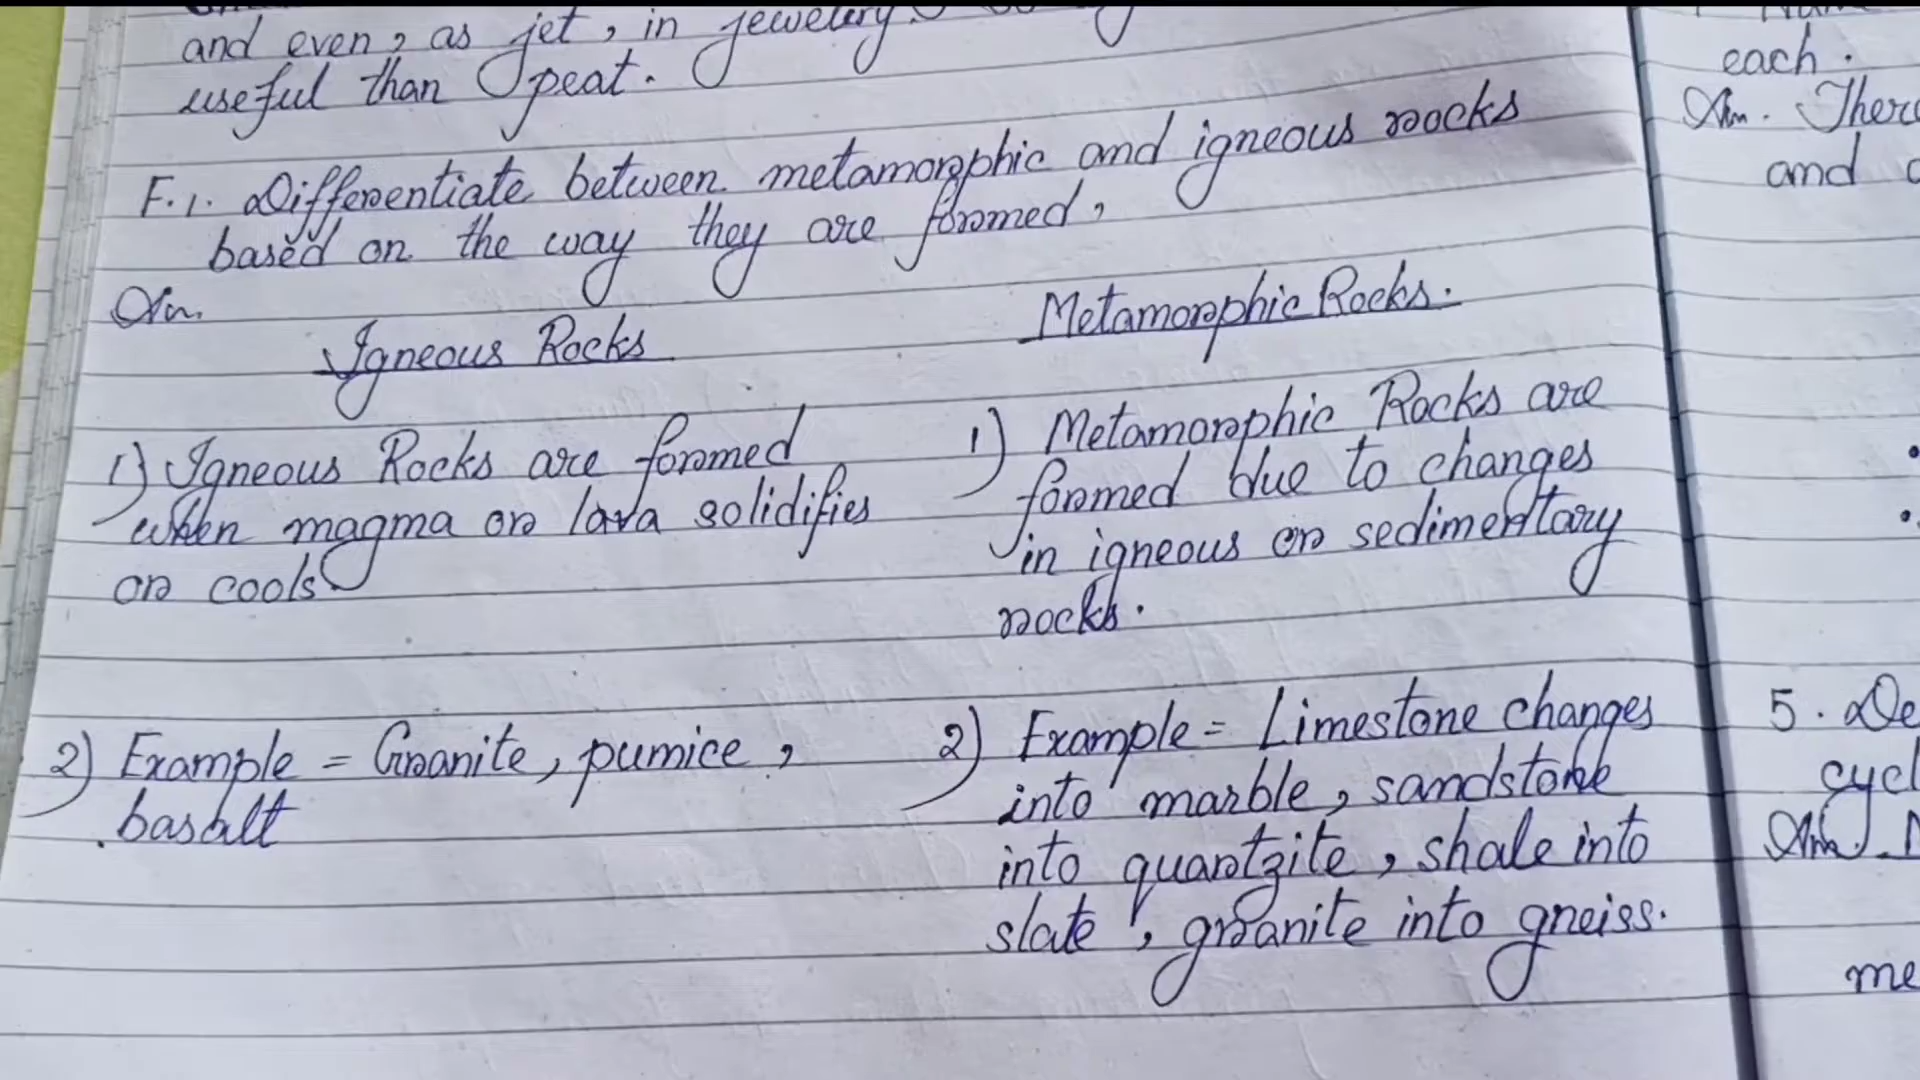 and even, as jet, in jewelery.
useful than peat.
F.1. Differentiate between metamorphic and igneous rocks
based on the way they are formed,
An.
Igneous Rocks
Metamorphic Rocks.
1) Igneous Rocks are formed
when magma or lava solidifies
or cools
1) Metamorphic Rocks are
formed due to changes
in igneous or sedimentary
rocks.
2) Example = Granite, pumice,
basalt
2) Example = Limestone changes
into marble, sandstone
into quartzite, shale into
slate, granite into gneiss.
each.
An. There
and
5. De
cycl
An.
me